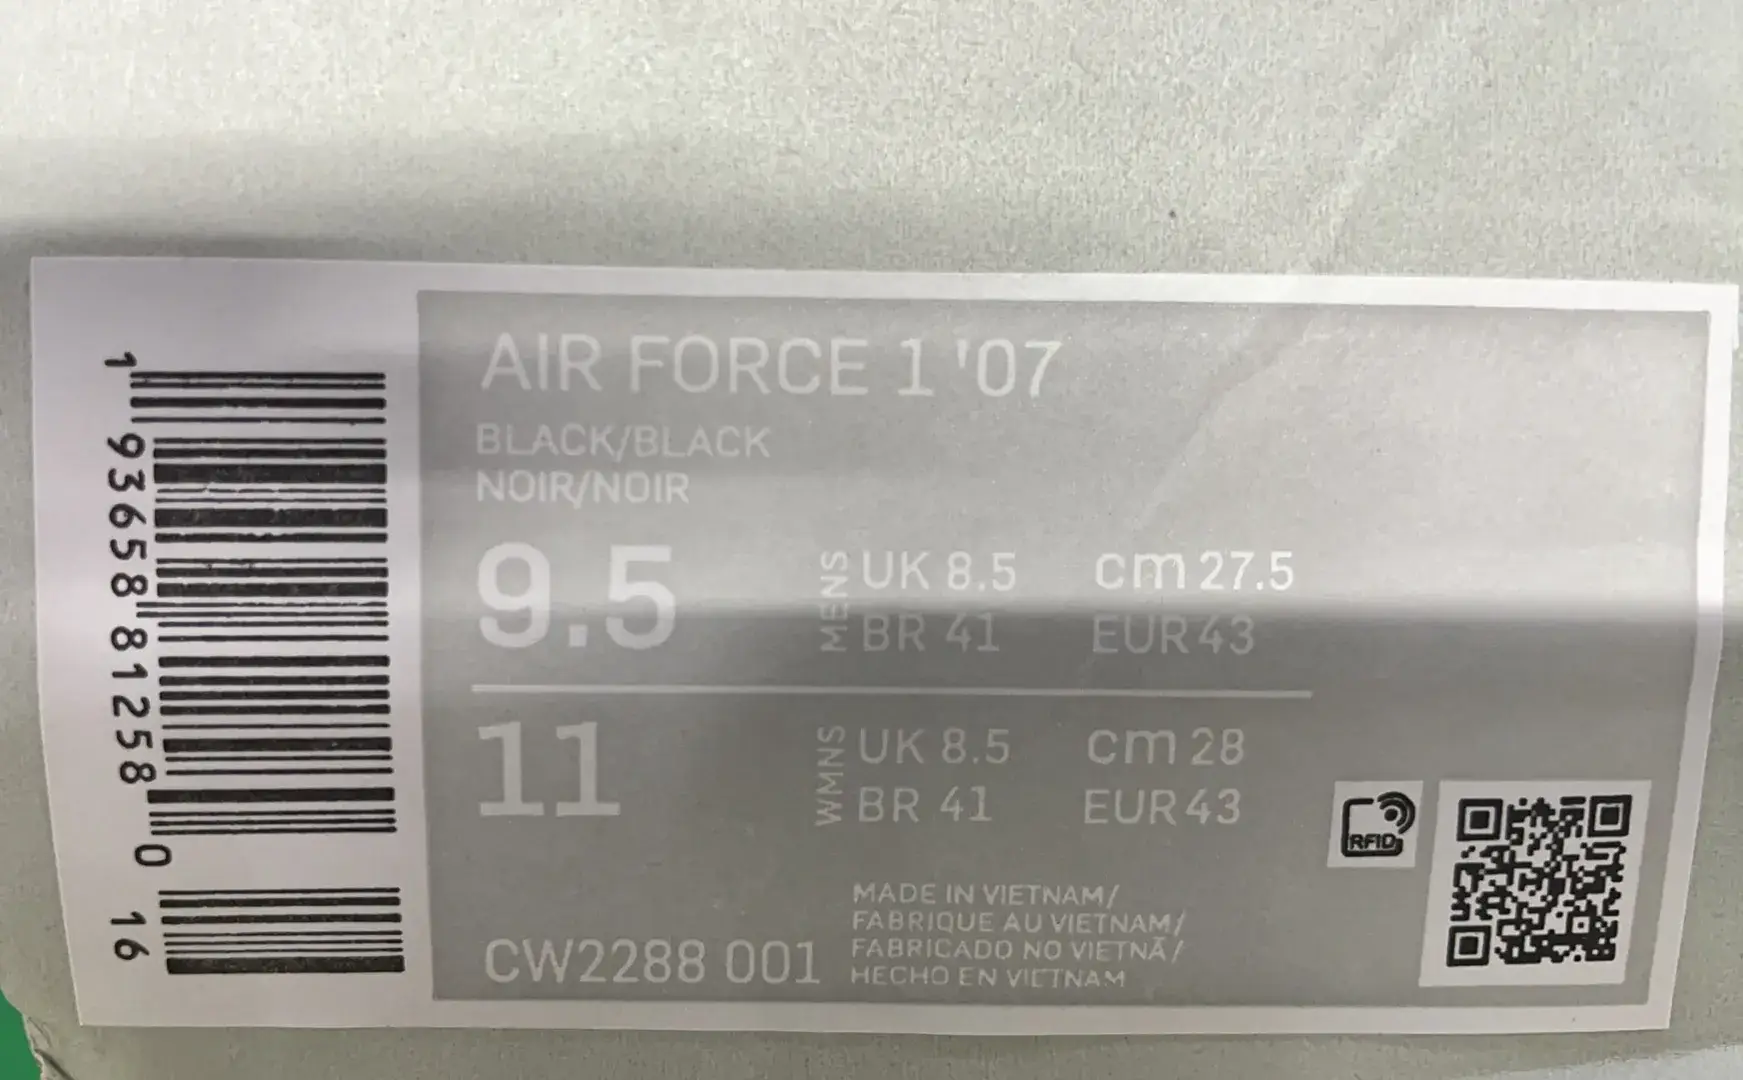 1 93658 81258 0 16
AIR FORCE 1 '07
BLACK/BLACK
NOIR/NOIR
9.5 MENS UK 8.5 cm 27.5
BR 41 EUR 43
11 WMNS UK 8.5 cm 28
BR 41 EUR 43
RFID
CW2288 001
MADE IN VIETNAM/
FABRIQUE AU VIETNAM/
FABRICADO NO VIETNÃ/
HECHO EN VIETNAM